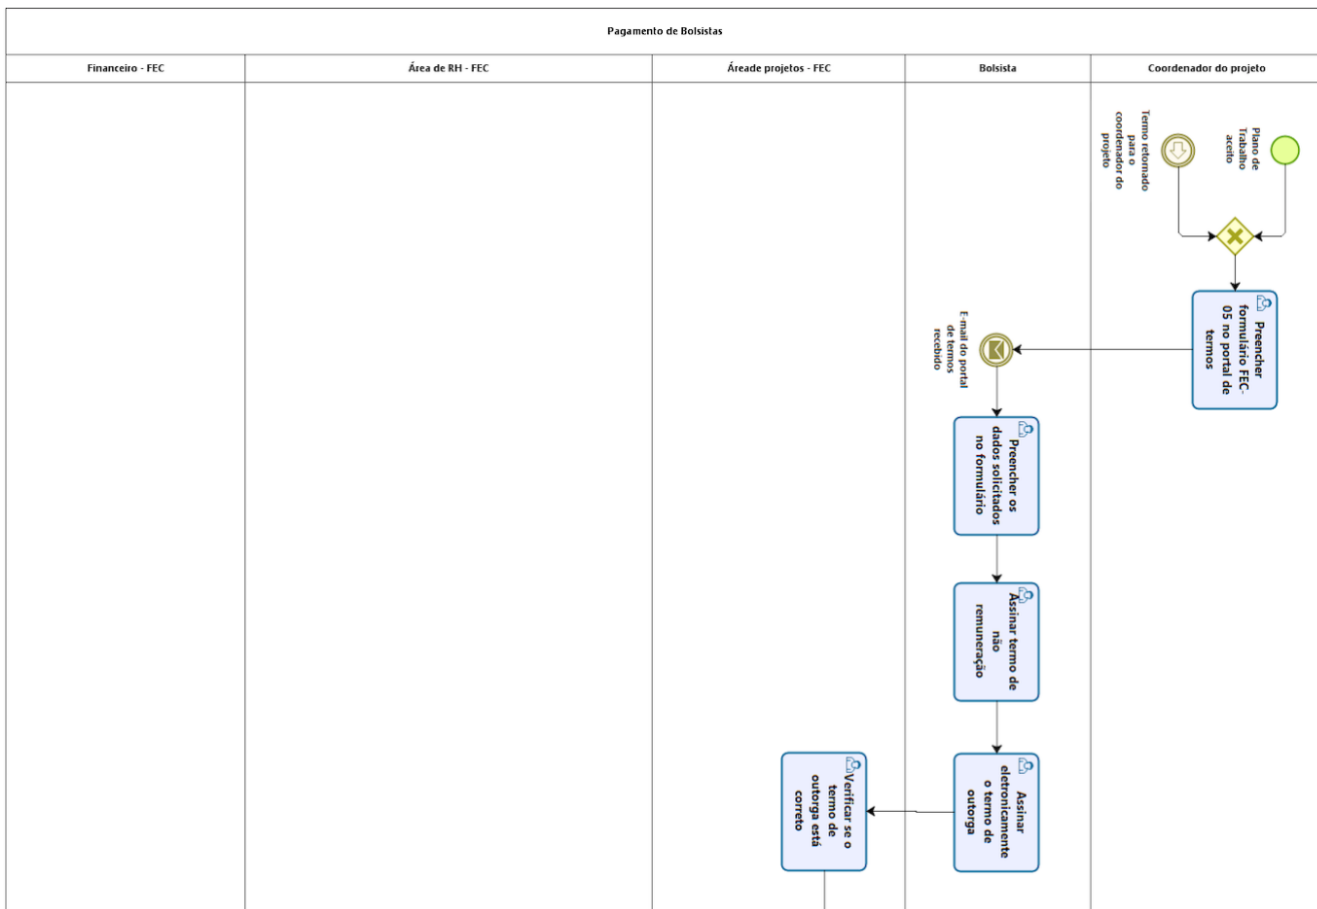 Pagamento de Bolsistas
Financeiro - FEC
Área de RH - FEC
Áreade projetos - FEC
Bolsista
Coordenador do projeto
Plano de
Trabalho
aceito
Termo retornado
para o
coordenador do
projeto
Preencher
formulário FEC-
05 no portal de
termos
E-mail do portal
de termos
recebido
Preencher os
dados solicitados
no formulário
Assinar termo de
não
remuneração
Assinar
eletronicamente
o termo de
outorga
Verificar se o
termo de
outorga está
correto